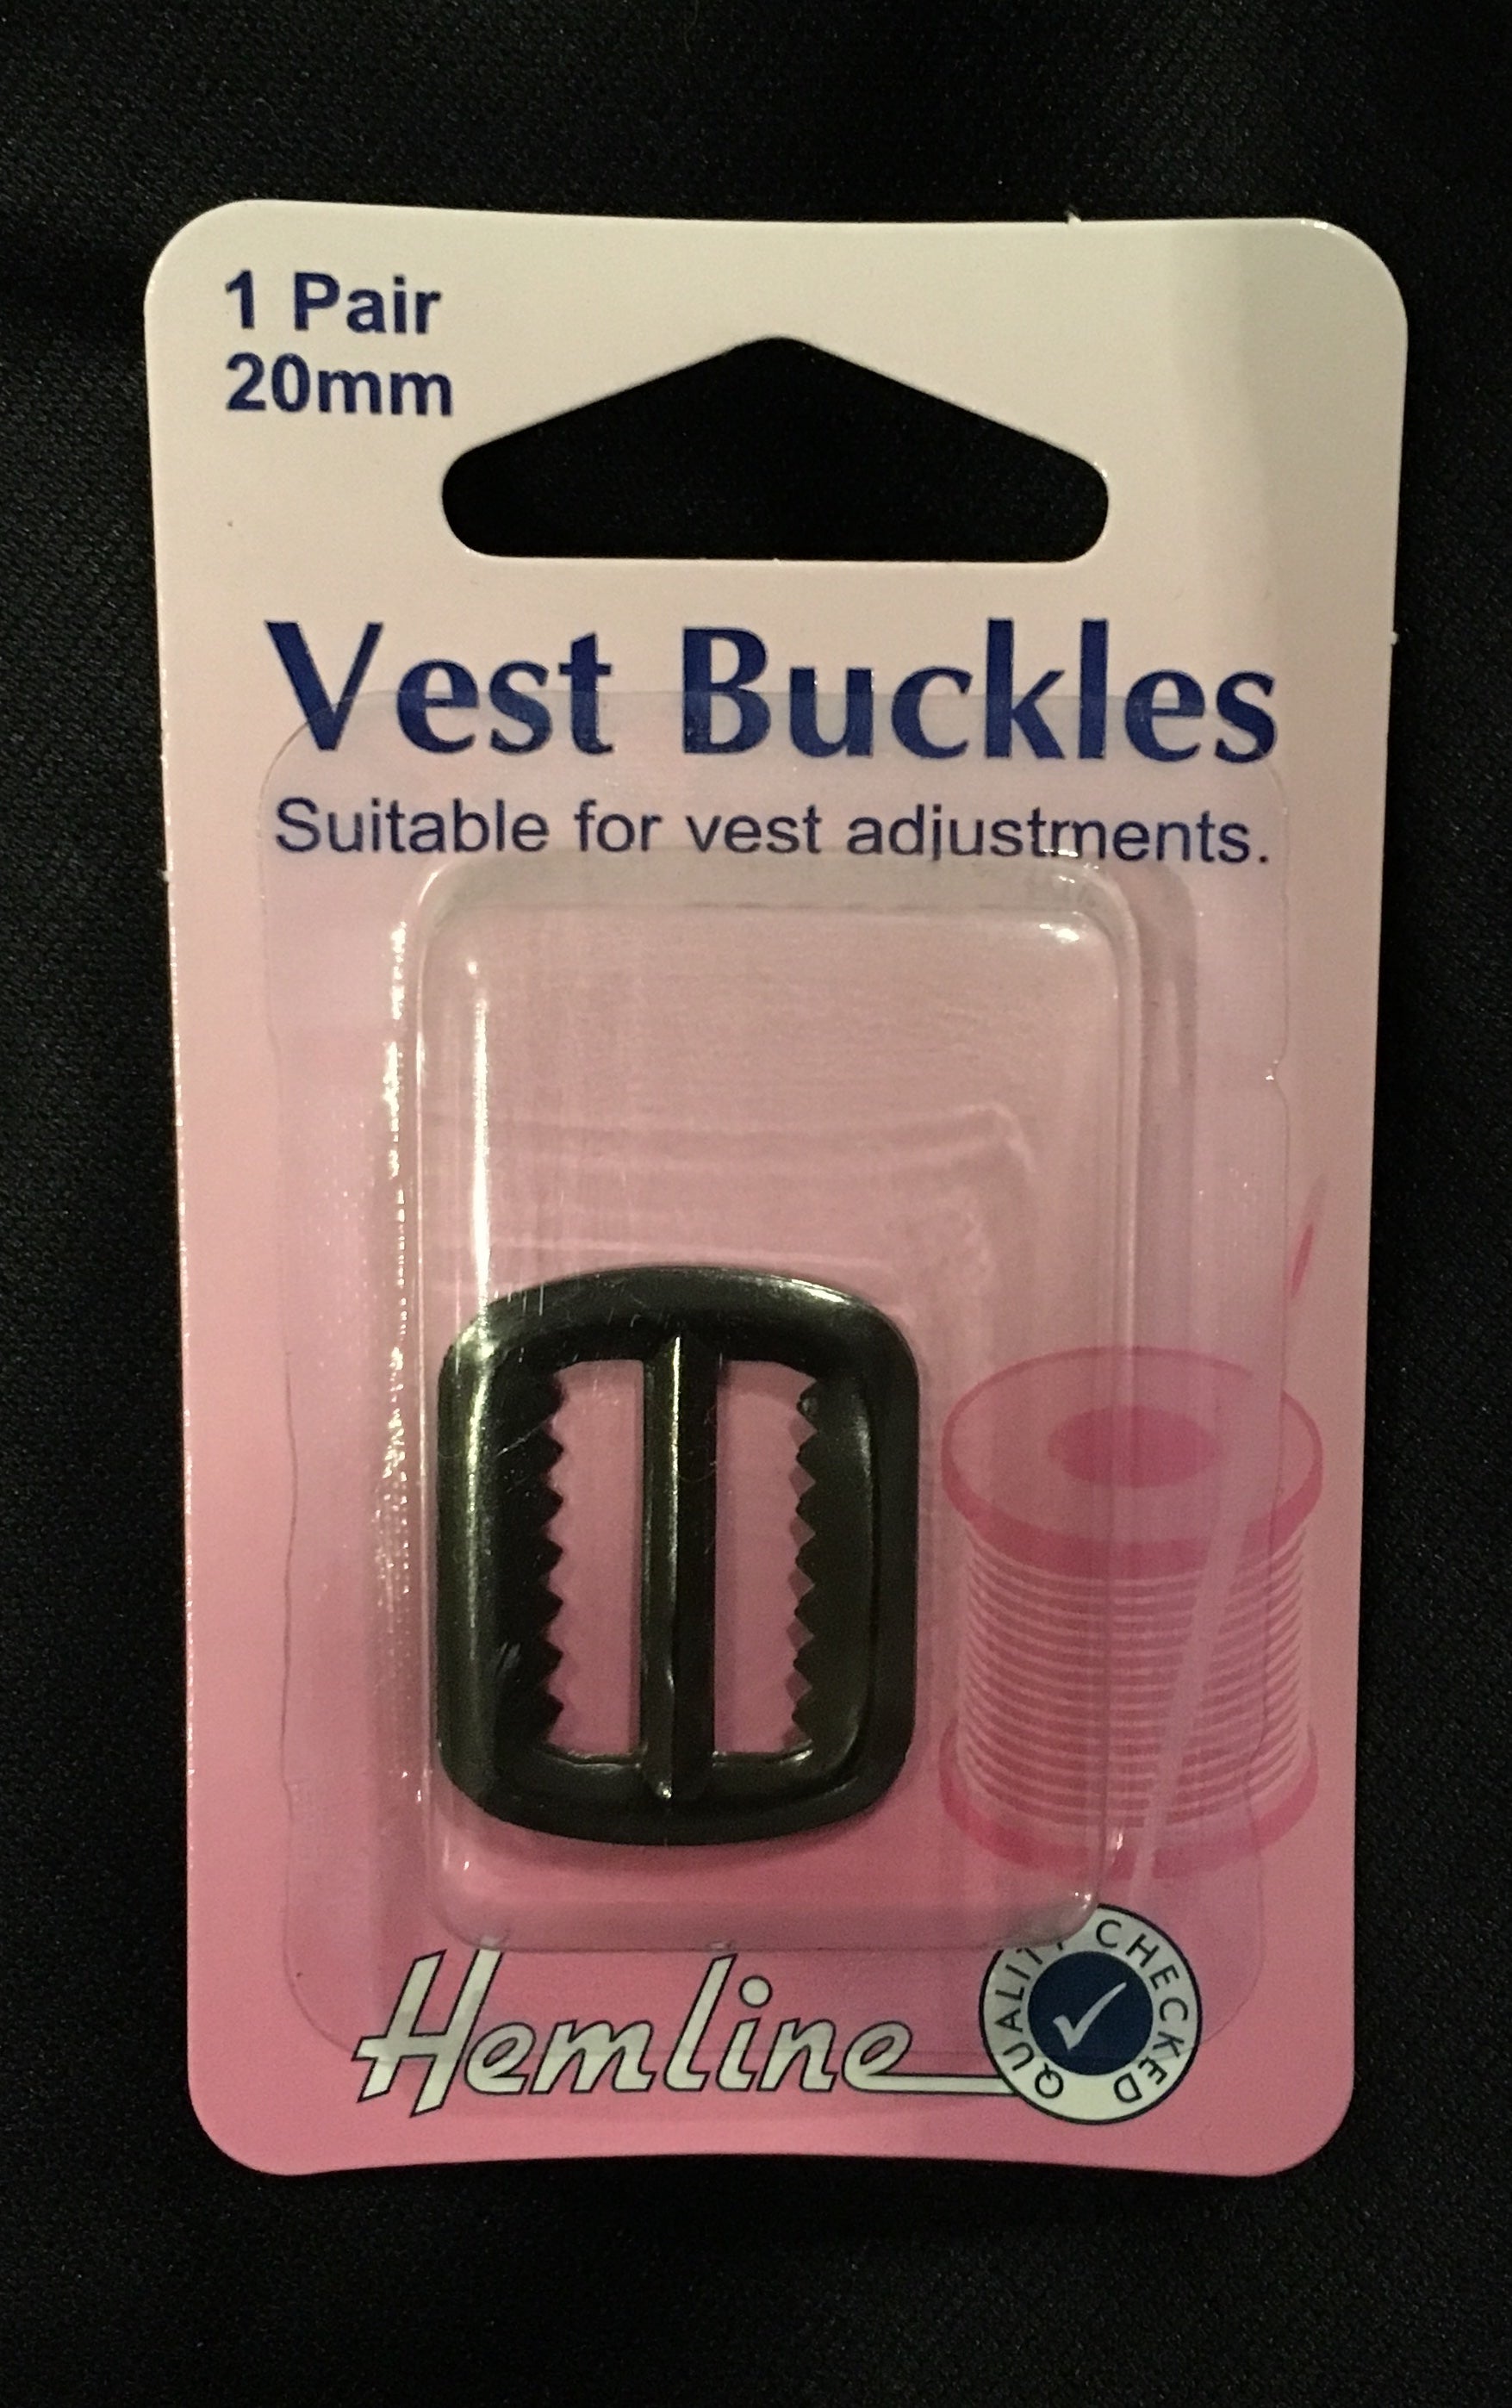 1 Pair
20mm
Vest Buckles
Suitable for vest adjustments.
Hemline
QUALITY CHECKED